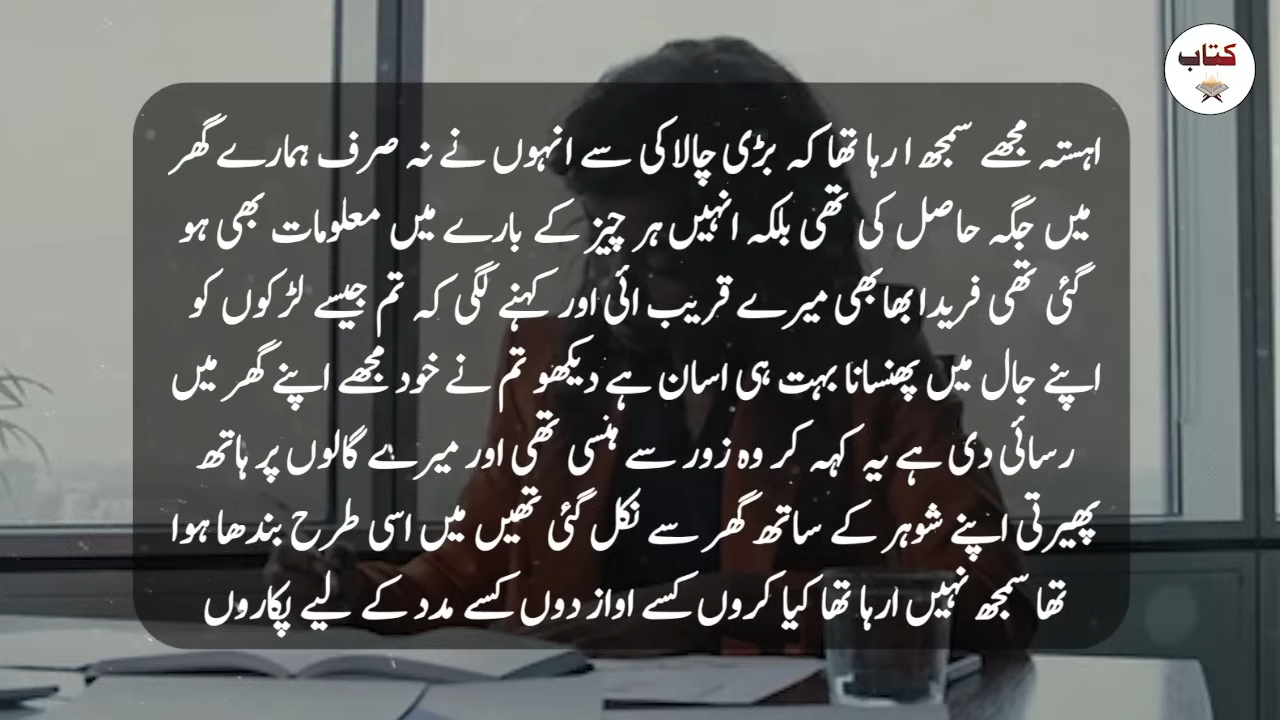 کتاب
اہستہ مجھے سمجھ ا رہا تھا کہ بڑی چالاکی سے انہوں نے نہ صرف ہمارے گھر
میں جگہ حاصل کی تھی بلکہ انہیں ہر چیز کے بارے میں معلومات بھی ہو
گئی تھی فریدا بھابھی میرے قریب ائی اور کہنے لگی کہ تم جیسے لڑکوں کو
اپنے جال میں پھنسانا بہت ہی اسان ہے دیکھو تم نے خود مجھے اپنے گھر میں
رسائی دی ہے یہ کہہ کر وہ زور سے ہنسی تھی اور میرے گالوں پر ہاتھ
پھیرتی اپنے شوہر کے ساتھ گھر سے نکل گئی تھیں میں اسی طرح بندھا ہوا
تھا سمجھ نہیں ارہا تھا کیا کروں کسے اواز دوں کسے مدد کے لیے پکاروں